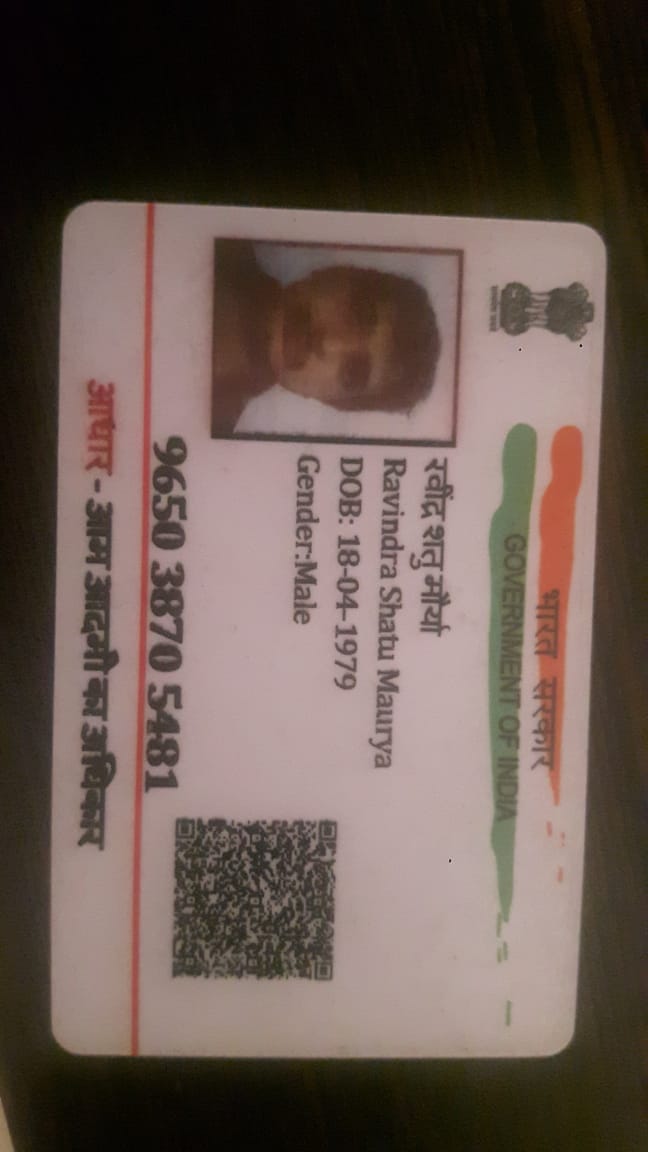 भारत सरकार
GOVERNMENT OF INDIA
रवींद्र शतु मौर्या
Ravindra Shatu Maurya
DOB: 18-04-1979
Gender:Male
9650 3870 5481
आधार - आम आदमी का अधिकार